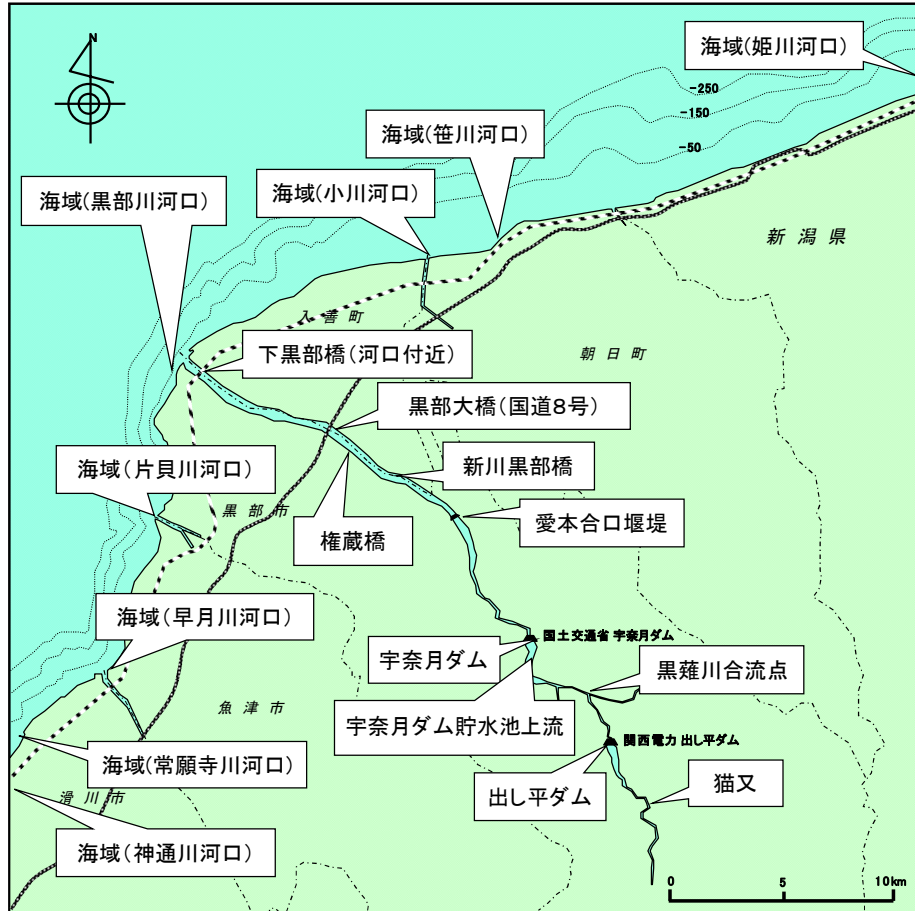 N
海域(姫川河口)
-250
-150
-50
海域(笹川河口)
海域(小川河口)
海域(黒部川河口)
新潟県
入善町
朝日町
下黒部橋(河口付近)
黒部大橋(国道8号)
海域(片貝川河口)
新川黒部橋
黒部市
権蔵橋
愛本合口堰堤
海域(早月川河口)
国土交通省 宇奈月ダム
宇奈月ダム
黒薙川合流点
魚津市
宇奈月ダム貯水池上流
関西電力 出し平ダム
海域(常願寺川河口)
出し平ダム
猫又
滑川市
海域(神通川河口)
0 5 10km